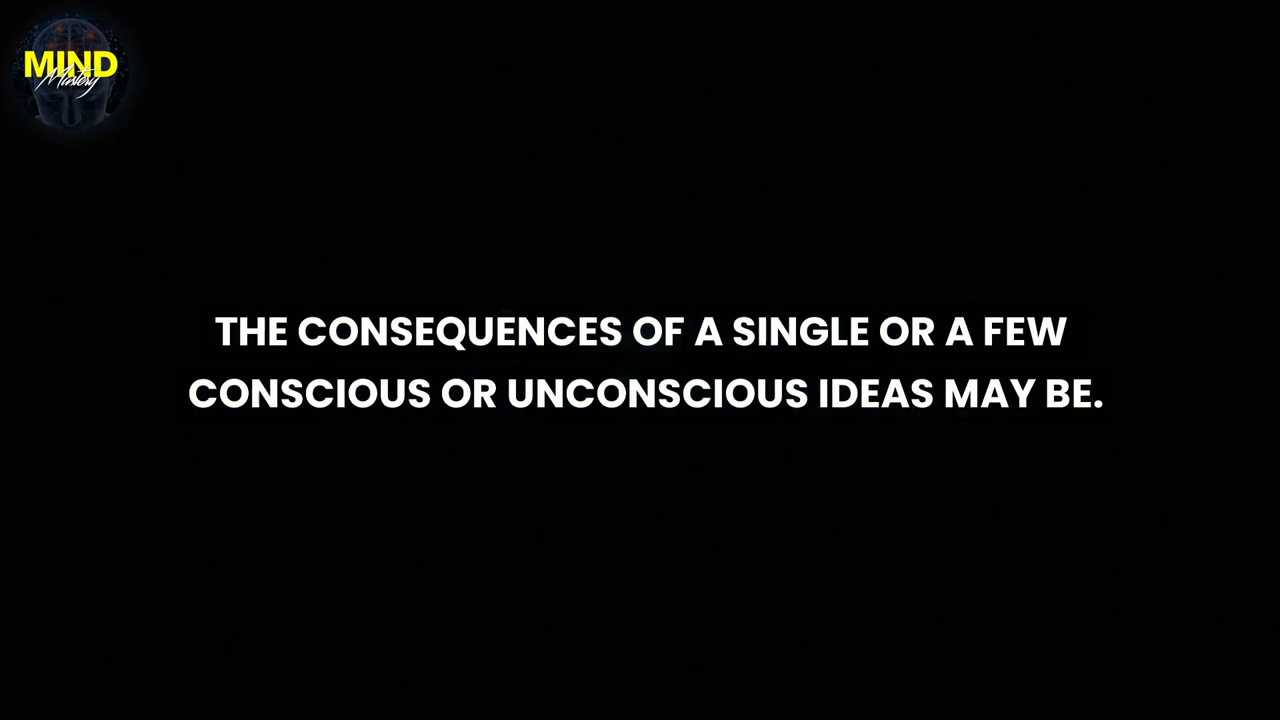 MIND
Mastery
THE CONSEQUENCES OF A SINGLE OR A FEW
CONSCIOUS OR UNCONSCIOUS IDEAS MAY BE.